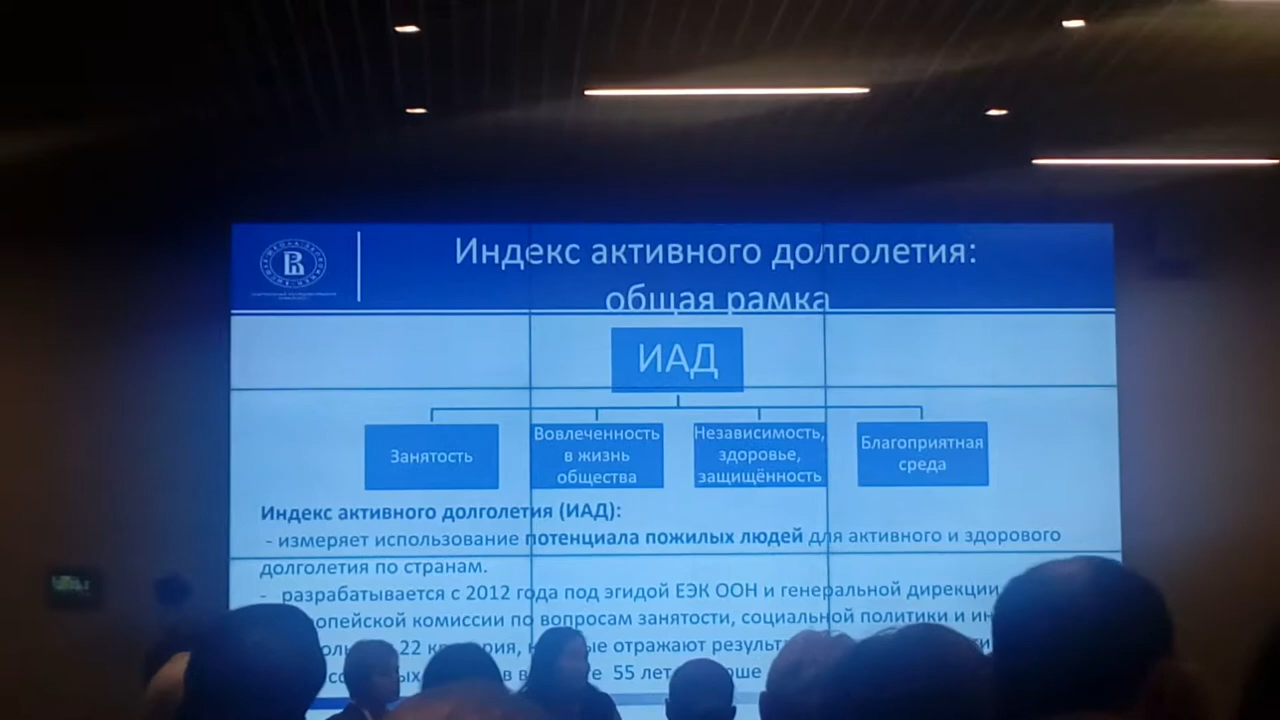 Индекс активного долголетия:
общая рамка
ИАД
Занятость
Вовлеченность
в жизнь
общества
Независимость,
здоровье,
защищённость
Благоприятная
среда
Индекс активного долголетия (ИАД):
- измеряет использование потенциала пожилых людей для активного и здорового
долголетия по странам.
- разрабатывается с 2012 года под эгидой ЕЭК ООН и генеральной дирекции
комиссии по вопросам занятости, социальной политики и
22 отражают
55 лет